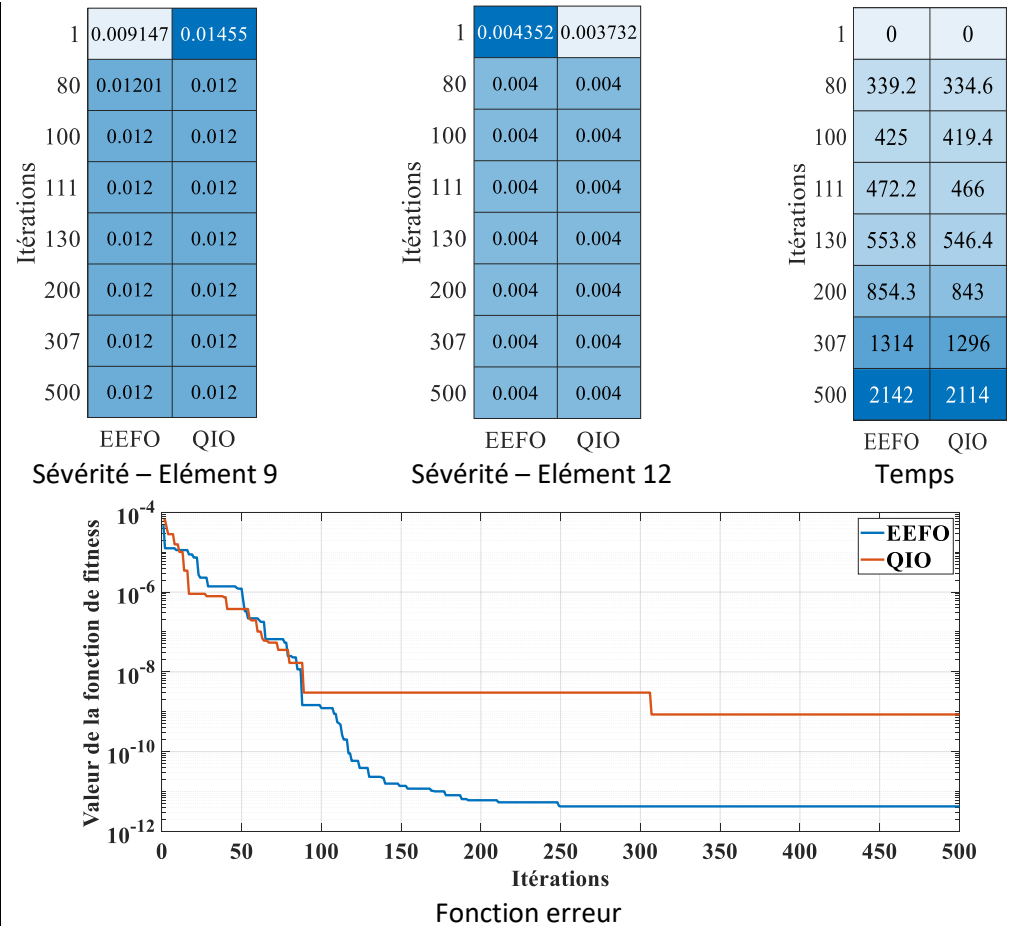 Itérations
1 0.009147 0.01455
80 0.01201 0.012
100 0.012 0.012
111 0.012 0.012
130 0.012 0.012
200 0.012 0.012
307 0.012 0.012
500 0.012 0.012
EEFO QIO
Sévérité – Elément 9
Itérations
1 0.004352 0.003732
80 0.004 0.004
100 0.004 0.004
111 0.004 0.004
130 0.004 0.004
200 0.004 0.004
307 0.004 0.004
500 0.004 0.004
EEFO QIO
Sévérité – Elément 12
Itérations
1 0 0
80 339.2 334.6
100 425 419.4
111 472.2 466
130 553.8 546.4
200 854.3 843
307 1314 1296
500 2142 2114
EEFO QIO
Temps
Valeur de la fonction de fitness
10-4
10-6
10-8
10-10
10-12
EEFO
QIO
0 50 100 150 200 250 300 350 400 450 500
Itérations
Fonction erreur